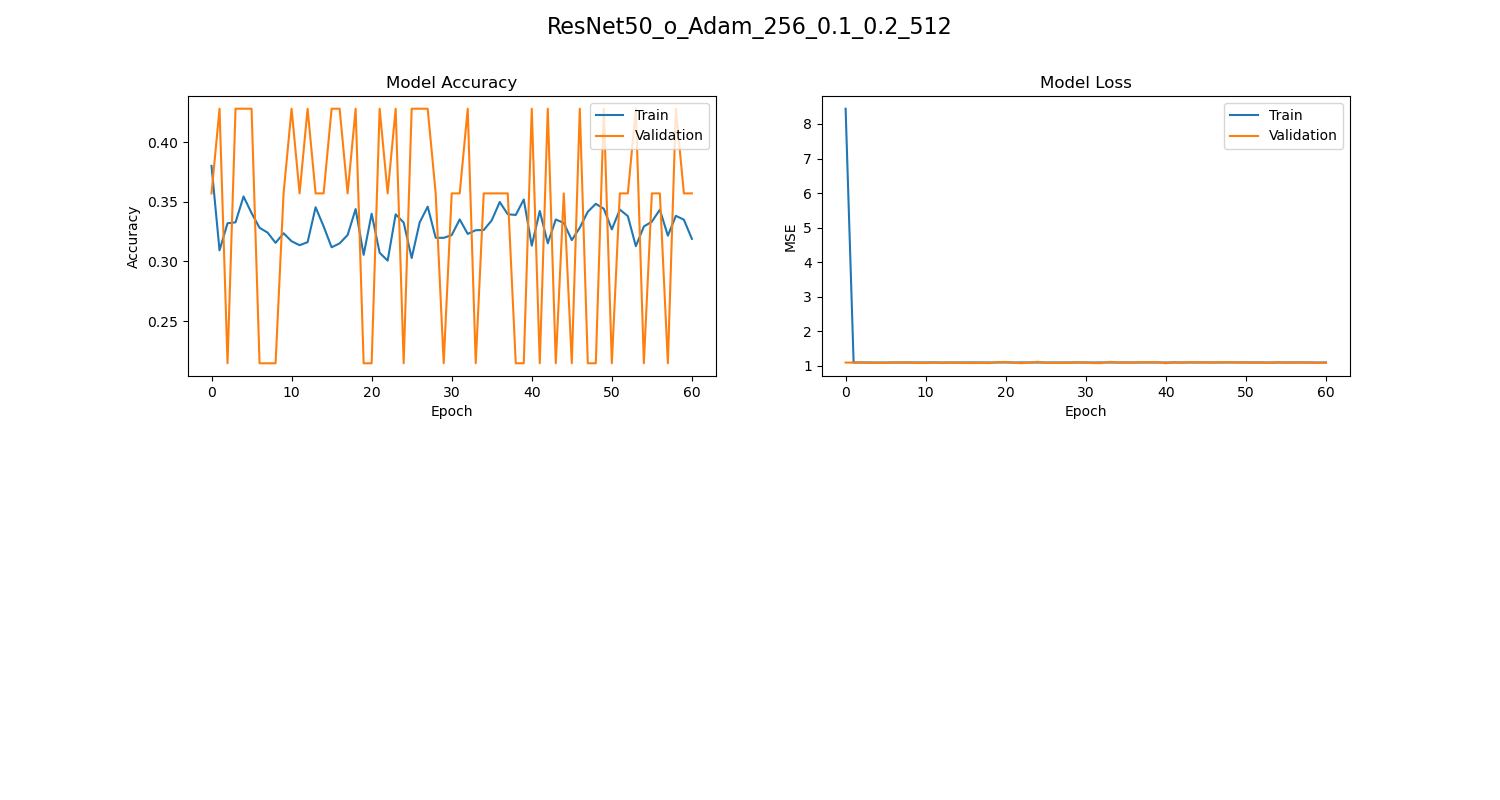 ResNet50_o_Adam_256_0.1_0.2_512
Model Accuracy
Accuracy
0.40
0.35
0.30
0.25
Train
Validation
0 10 20 30 40 50 60
Epoch
Model Loss
MSE
8
7
6
5
4
3
2
1
Train
Validation
0 10 20 30 40 50 60
Epoch